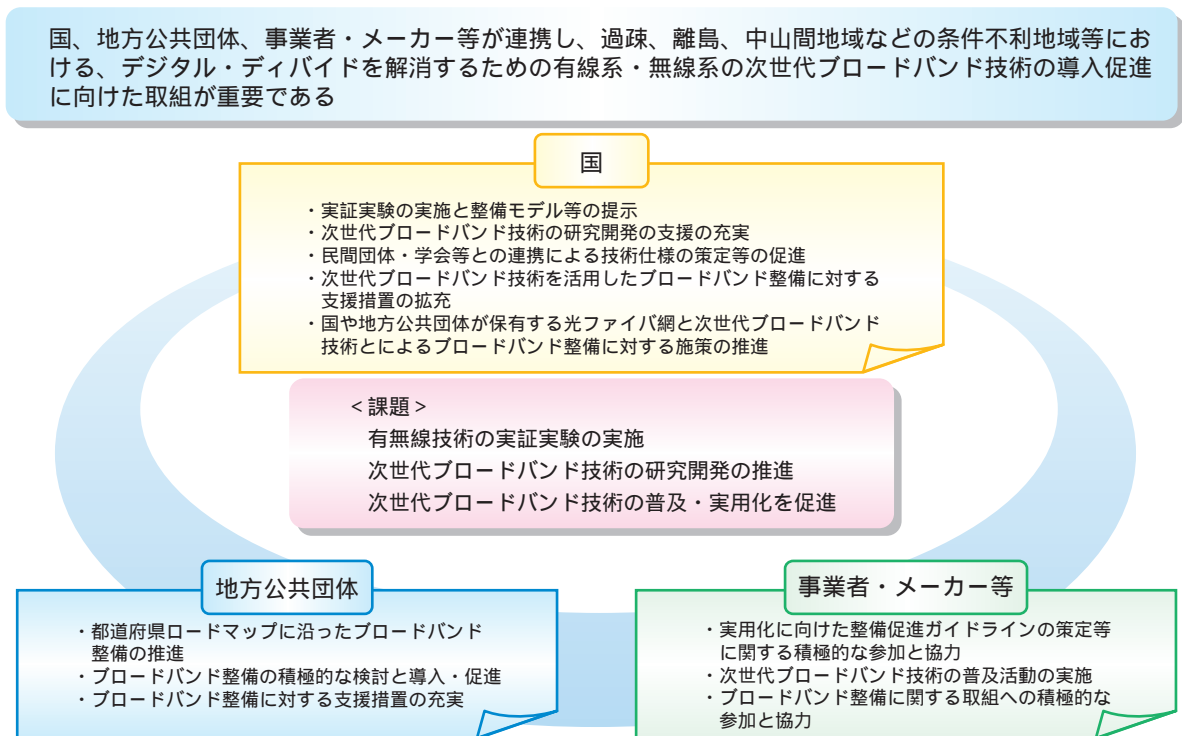 国、地方公共団体、事業者・メーカー等が連携し、過疎、離島、中山間地域などの条件不利地域等にお
ける、デジタル・ディバイドを解消するための有線系・無線系の次世代ブロードバンド技術の導入促進
に向けた取組が重要である
国
・実証実験の実施と整備モデル等の提示
・次世代ブロードバンド技術の研究開発の支援の充実
・民間団体・学会等との連携による技術仕様の策定等の促進
・次世代ブロードバンド技術を活用したブロードバンド整備に対する
支援措置の拡充
・国や地方公共団体が保有する光ファイバ網と次世代ブロードバンド
技術とによるブロードバンド整備に対する施策の推進
＜課題＞
有無線技術の実証実験の実施
次世代ブロードバンド技術の研究開発の推進
次世代ブロードバンド技術の普及・実用化を促進
地方公共団体
・都道府県ロードマップに沿ったブロードバンド
整備の推進
・ブロードバンド整備の積極的な検討と導入・促進
・ブロードバンド整備に対する支援措置の充実
事業者・メーカー等
・実用化に向けた整備促進ガイドラインの策定等
に関する積極的な参加と協力
・次世代ブロードバンド技術の普及活動の実施
・ブロードバンド整備に関する取組への積極的な
参加と協力